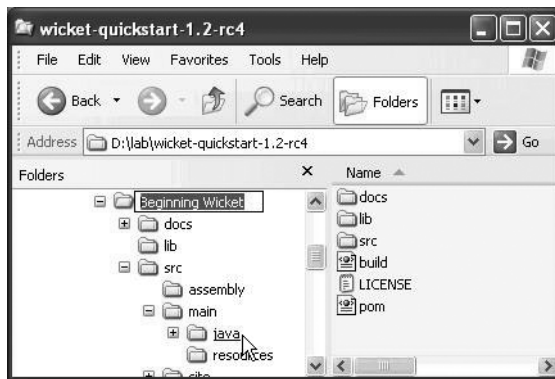 wicket-quickstart-1.2-rc4
File Edit View Favorites Tools Help
Back Search Folders
Address D:\lab\wicket-quickstart-1.2-rc4 Go
Folders x Name
Beginning Wicket
docs
lib
src
assembly
main
java
resources
site
docs
lib
src
build
LICENSE
pom